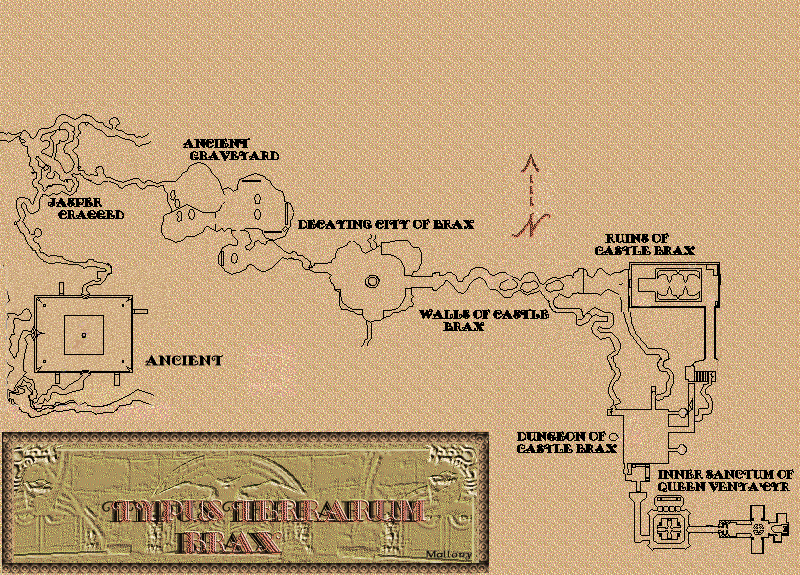 ANCIENT
GRAVEYARD
JASPER
CRAGGED
DECAYING CITY OF BRAX
N
RUINS OF
CASTLE BRAX
WALLS OF CASTLE
BRAX
ANCIENT
DUNGEON OF
CASTLE BRAX
INNER SANCTUM OF
QUEEN VENYA'CYR
TYPUS TERRARUM
BRAX
Mallory